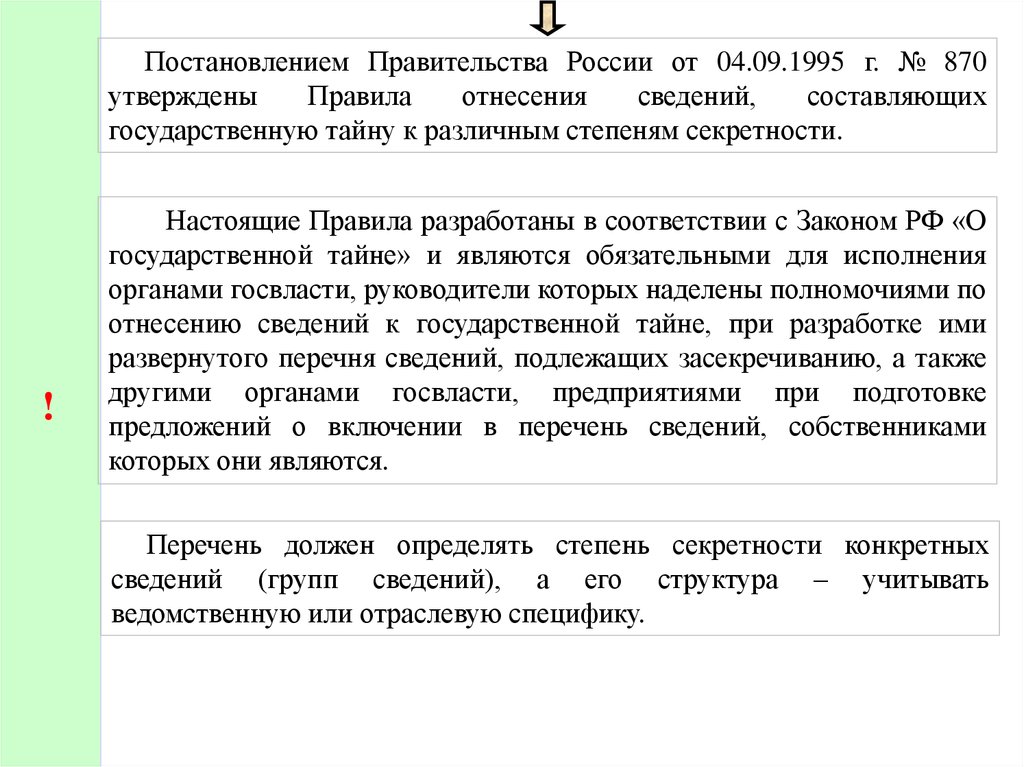 Постановлением Правительства России от 04.09.1995 г. № 870
утверждены Правила отнесения сведений, составляющих
государственную тайну к различным степеням секретности.
Настоящие Правила разработаны в соответствии с Законом РФ «О
государственной тайне» и являются обязательными для исполнения
органами госвласти, руководители которых наделены полномочиями по
отнесению сведений к государственной тайне, при разработке ими
развернутого перечня сведений, подлежащих засекречиванию, а также
другими органами госвласти, предприятиями при подготовке
предложений о включении в перечень сведений, собственниками
которых они являются.
!
Перечень должен определять степень секретности конкретных
сведений (групп сведений), а его структура – учитывать
ведомственную или отраслевую специфику.